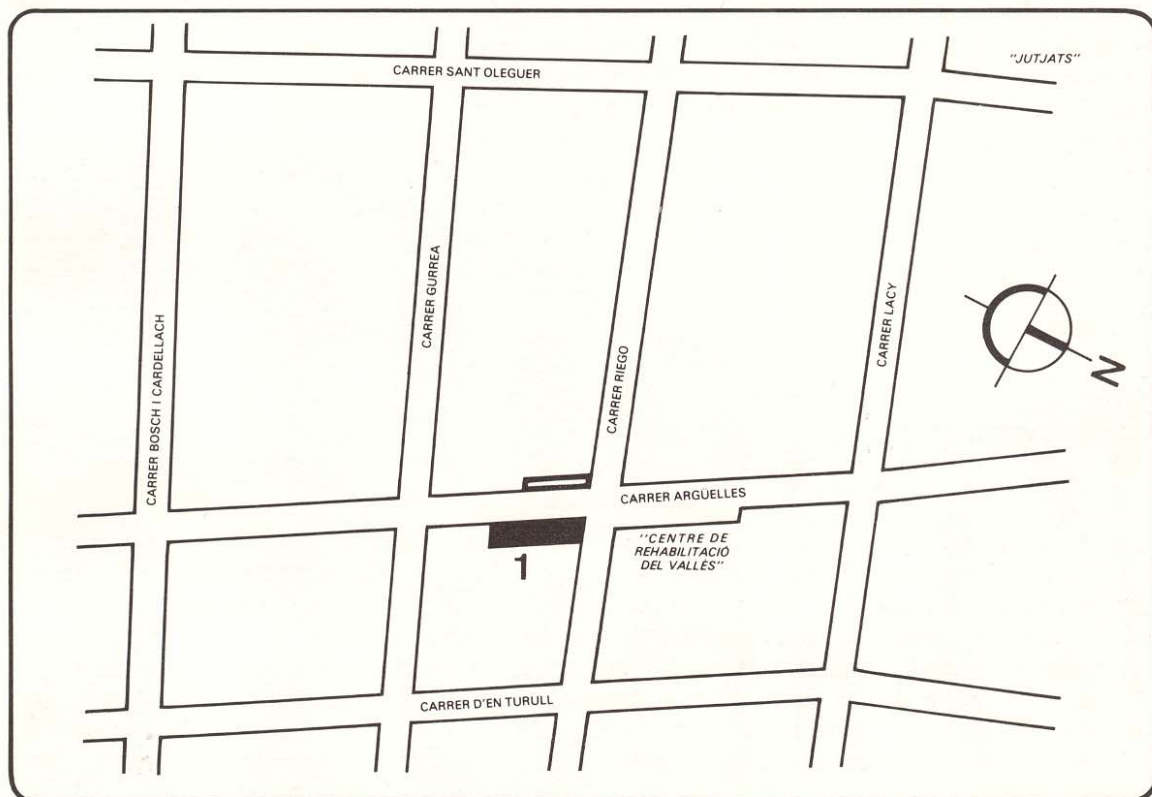 "JUTJATS"
CARRER SANT OLEGUER
CARRER BOSCH I CARDELLACH
CARRER GURREA
CARRER RIEGO
CARRER LACY
N
CARRER ARGÜELLES
1
"CENTRE DE
REHABILITACIÓ
DEL VALLÈS"
CARRER D'EN TURULL